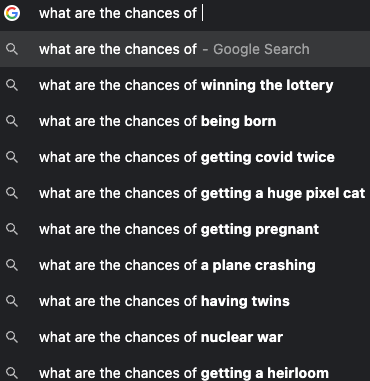 what are the chances of
what are the chances of - Google Search
what are the chances of winning the lottery
what are the chances of being born
what are the chances of getting covid twice
what are the chances of getting a huge pixel cat
what are the chances of getting pregnant
what are the chances of a plane crashing
what are the chances of having twins
what are the chances of nuclear war
what are the chances of getting a heirloom